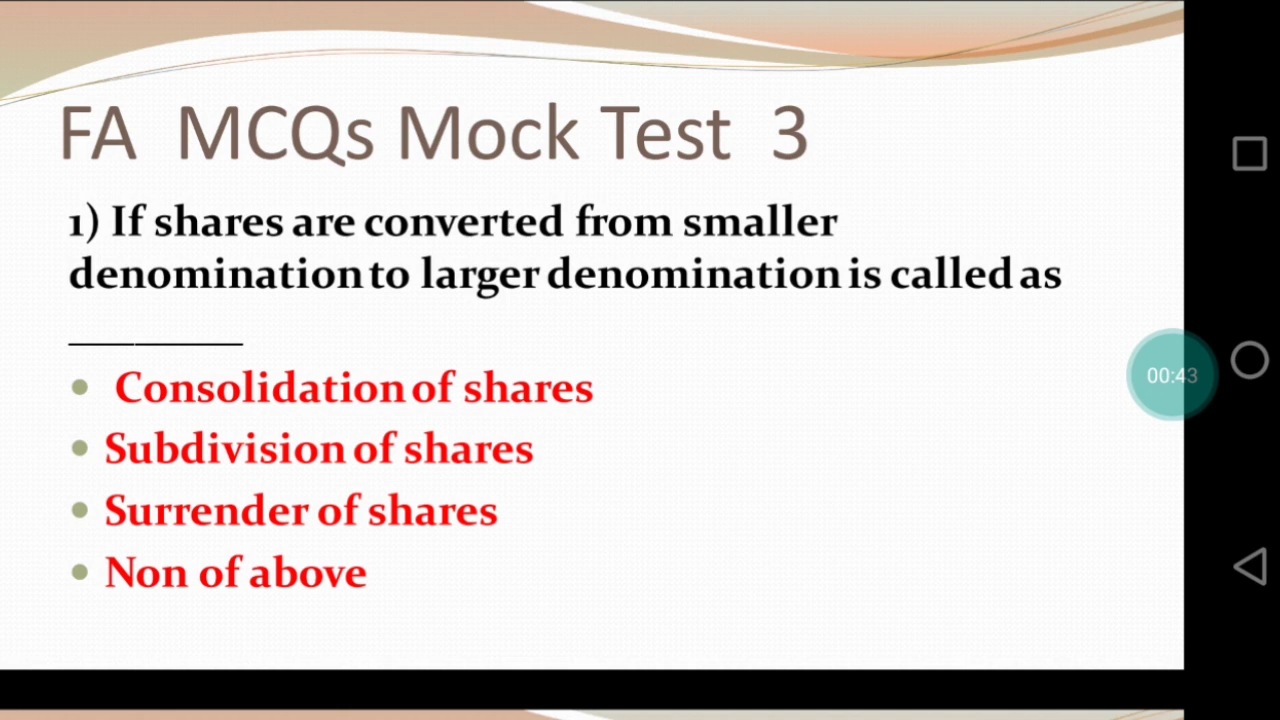 FA MCQs Mock Test 3
1) If shares are converted from smaller
denomination to larger denomination is called as
________
• Consolidation of shares
• Subdivision of shares
00:43
• Surrender of shares
• Non of above